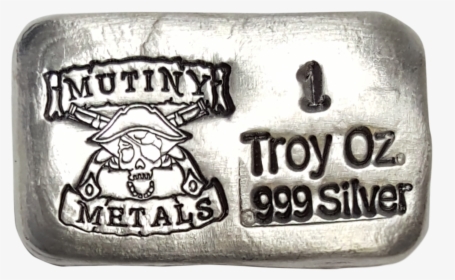 MUTINY
METALS
1
Troy Oz.
.999 Silver